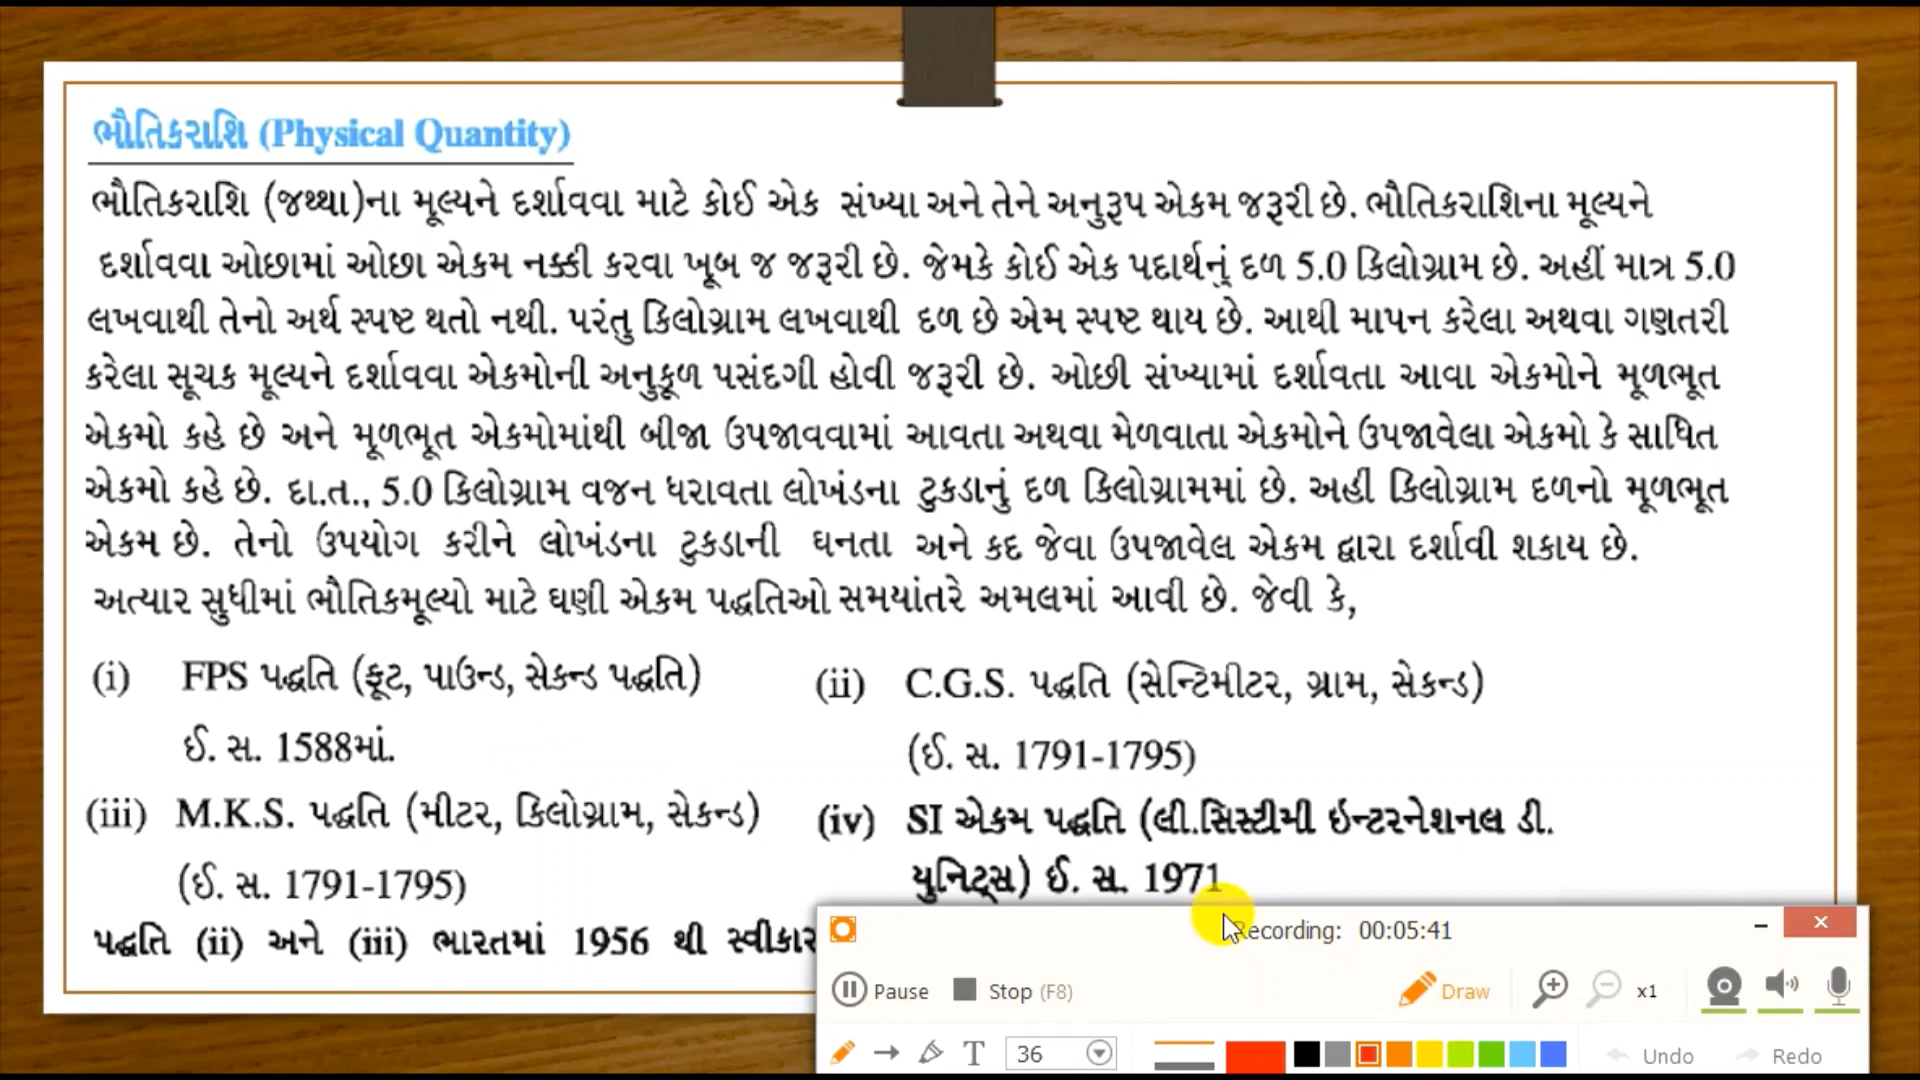 ભૌતિકરાશિ (Physical Quantity)
ભૌતિકરાશિ (જથ્થા)ના મૂલ્યને દર્શાવવા માટે કોઈ એક સંખ્યા અને તેને અનુરૂપ એકમ જરૂરી છે. ભૌતિકરાશિના મૂલ્યને
દર્શાવવા ઓછામાં ઓછા એકમ નક્કી કરવા ખૂબ જ જરૂરી છે. જેમકે કોઈ એક પદાર્થનું દળ 5.0 કિલોગ્રામ છે. અહીં માત્ર 5.0
લખવાથી તેનો અર્થ સ્પષ્ટ થતો નથી. પરંતુ કિલોગ્રામ લખવાથી દળ છે એમ સ્પષ્ટ થાય છે. આથી માપન કરેલા અથવા ગણતરી
કરેલા સૂચક મૂલ્યને દર્શાવવા એકમોની અનુકૂળ પસંદગી હોવી જરૂરી છે. ઓછી સંખ્યામાં દર્શાવતા આવા એકમોને મૂળભૂત
એકમો કહે છે અને મૂળભૂત એકમોમાંથી બીજા ઉપજાવવામાં આવતા અથવા મેળવાતા એકમોને ઉપજાવેલા એકમો કે સાધિત
એકમો કહે છે. દા.ત., 5.0 કિલોગ્રામ વજન ધરાવતા લોખંડના ટુકડાનું દળ કિલોગ્રામમાં છે. અહીં કિલોગ્રામ દળનો મૂળભૂત
એકમ છે. તેનો ઉપયોગ કરીને લોખંડના ટુકડાની ઘનતા અને કદ જેવા ઉપજાવેલ એકમ દ્વારા દર્શાવી શકાય છે.
અત્યાર સુધીમાં ભૌતિકમૂલ્યો માટે ઘણી એકમ પદ્ધતિઓ સમયાંતરે અમલમાં આવી છે. જેવી કે,
(i) FPS પદ્ધતિ (ફૂટ, પાઉન્ડ, સેકન્ડ પદ્ધતિ) (ii) C.G.S. પદ્ધતિ (સેન્ટિમીટર, ગ્રામ, સેકન્ડ)
ઈ. સ. 1588માં. (ઈ. સ. 1791-1795)
(iii) M.K.S. પદ્ધતિ (મીટર, કિલોગ્રામ, સેકન્ડ) (iv) SI એકમ પદ્ધતિ (લી.સિસ્ટીમી ઇન્ટરનેશનલ ડી.
(ઈ. સ. 1791-1795) યુનિટ્સ) ઈ. સ. 1971
પદ્ધતિ (ii) અને (iii) ભારતમાં 1956 થી
Recording: 00:05:41
Pause Stop (F8) Draw x1
T 36 Undo Redo